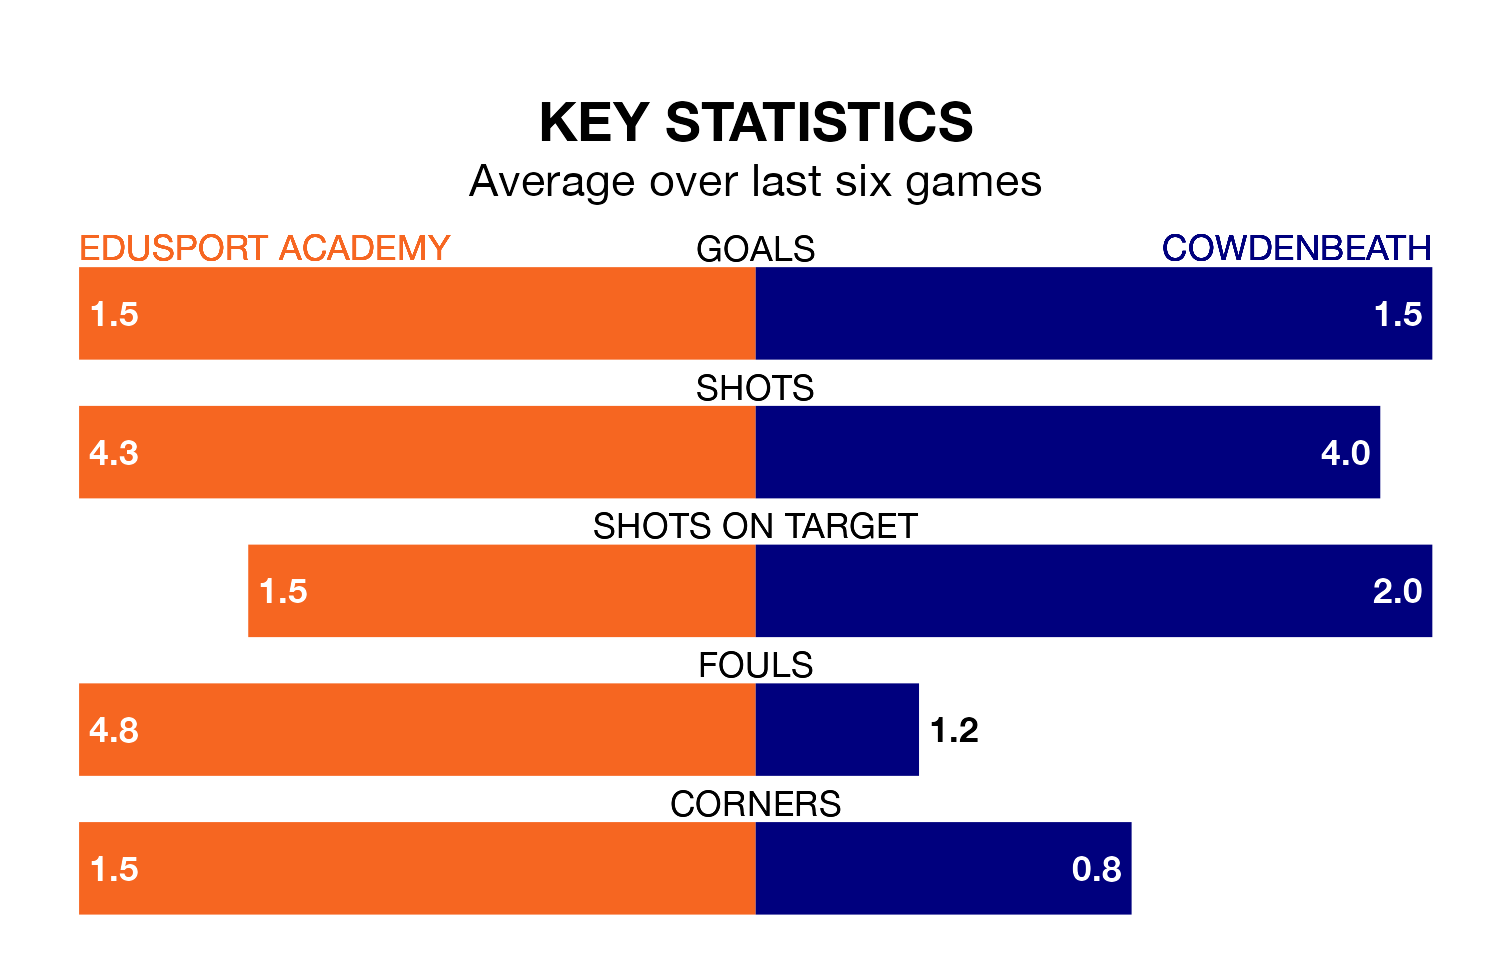 KEY STATISTICS
Average over last six games
EDUSPORT ACADEMY GOALS COWDENBEATH
1.5 1.5
SHOTS
4.3 4.0
SHOTS ON TARGET
1.5 2.0
FOULS
4.8 1.2
CORNERS
1.5 0.8